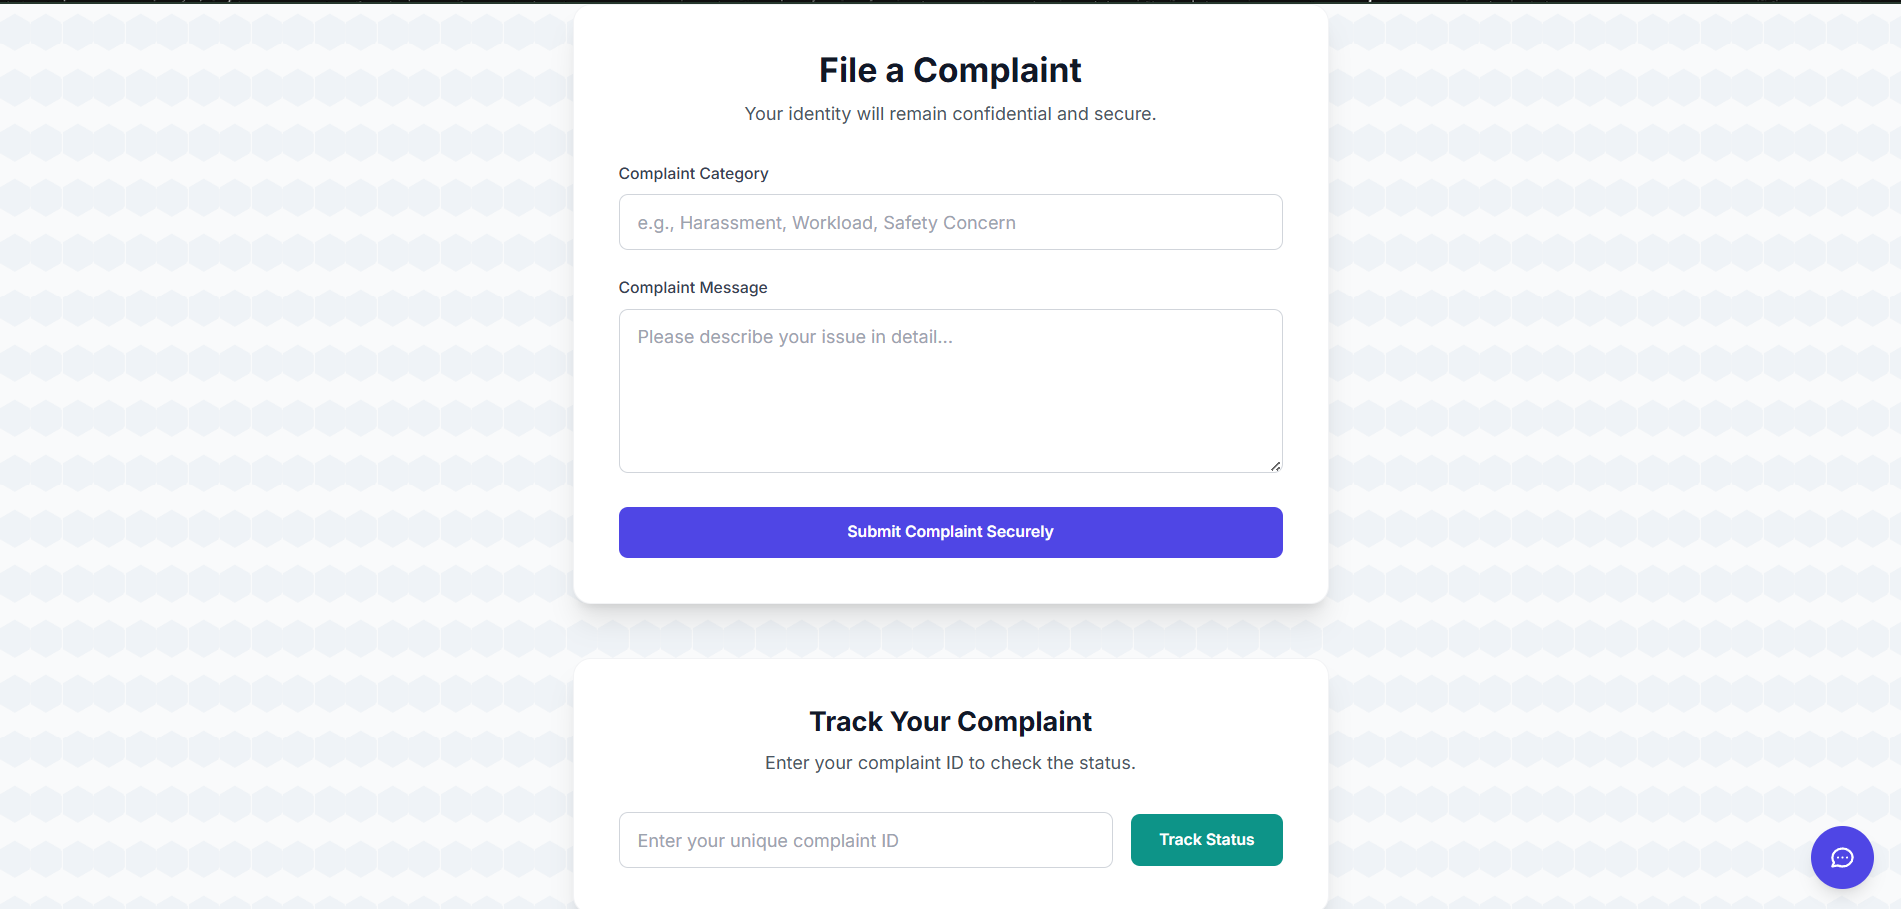 File a Complaint
Your identity will remain confidential and secure.
Complaint Category
e.g., Harassment, Workload, Safety Concern
Complaint Message
Please describe your issue in detail...
Submit Complaint Securely
Track Your Complaint
Enter your complaint ID to check the status.
Enter your unique complaint ID
Track Status